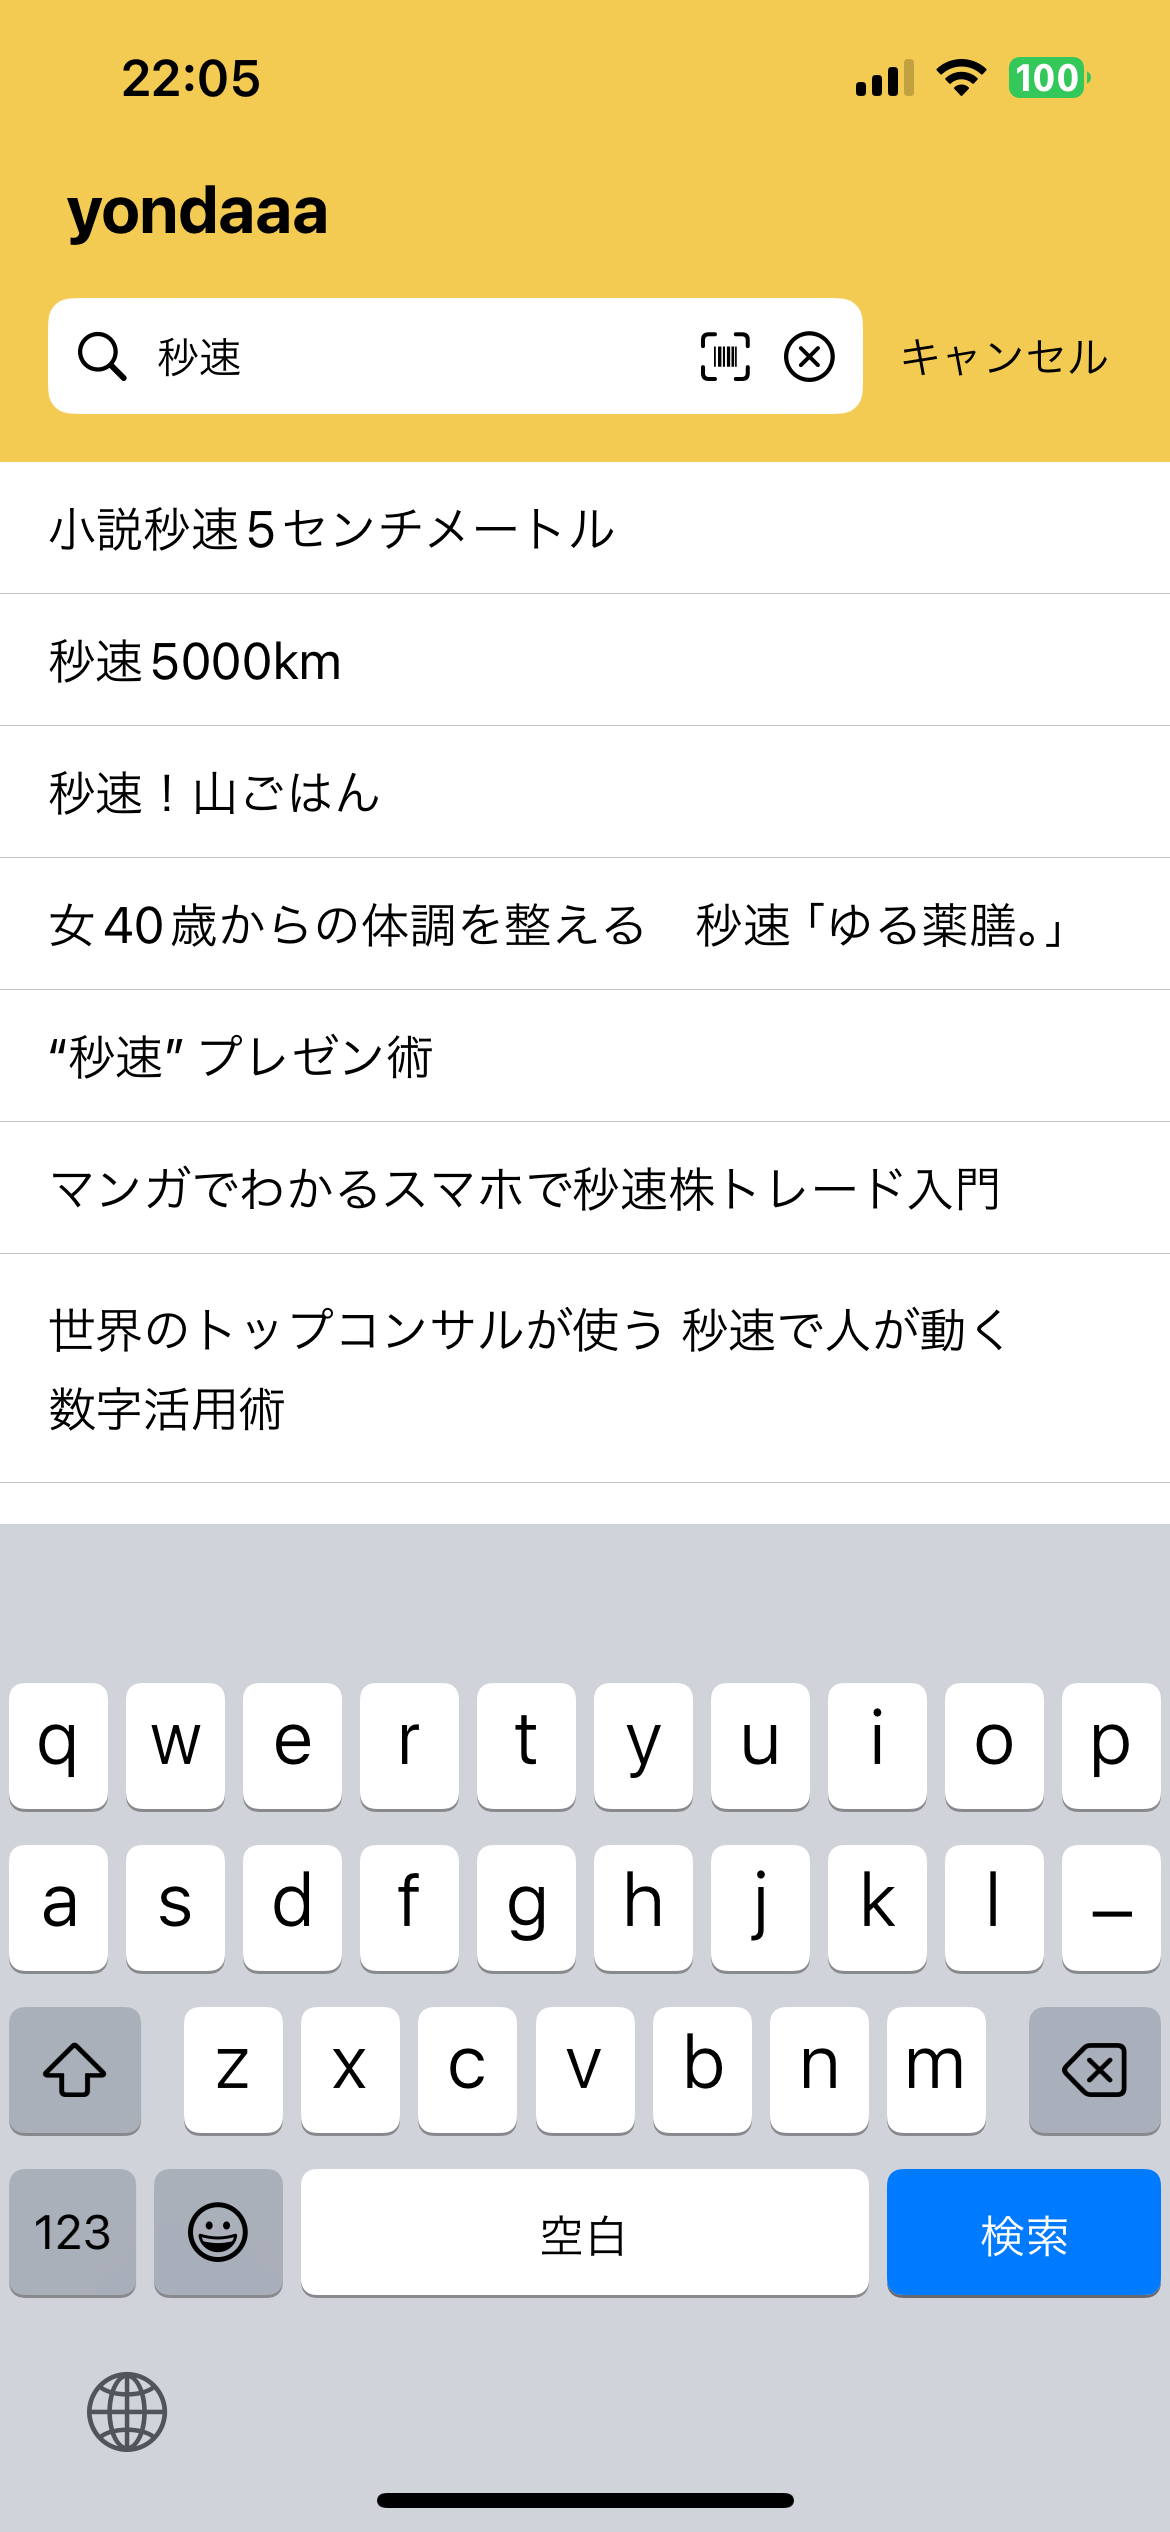 22:05
100
yondaaa
秒速
キャンセル
小説秒速5センチメートル
秒速5000km
秒速！山ごはん
女40歳からの体調を整える　秒速「ゆる薬膳。」
“秒速” プレゼン術
マンガでわかるスマホで秒速株トレード入門
世界のトップコンサルが使う 秒速で人が動く
数字活用術
q w e r t y u i o p
a s d f g h j k l _
z x c v b n m
123 空白 検索